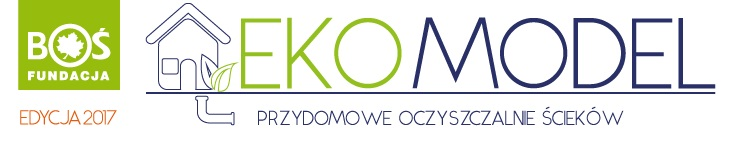 BOŚ
FUNDACJA
EDYCJA 2017
EKOMODEL
PRZYDOMOWE OCZYSZCZALNIE ŚCIEKÓW